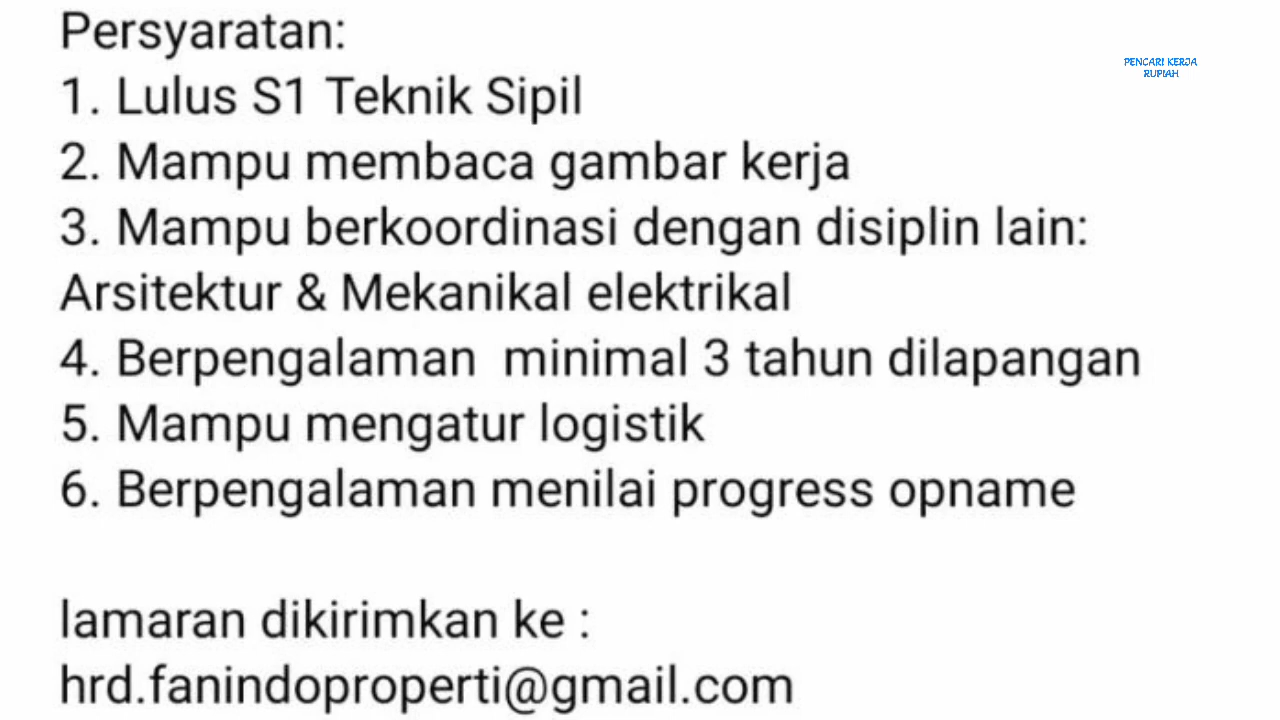 Persyaratan:
PENCARI KERJA
RUPIAH
1. Lulus S1 Teknik Sipil
2. Mampu membaca gambar kerja
3. Mampu berkoordinasi dengan disiplin lain:
Arsitektur & Mekanikal elektrikal
4. Berpengalaman  minimal 3 tahun dilapangan
5. Mampu mengatur logistik
6. Berpengalaman menilai progress opname
lamaran dikirimkan ke :
hrd.fanindoproperti@gmail.com